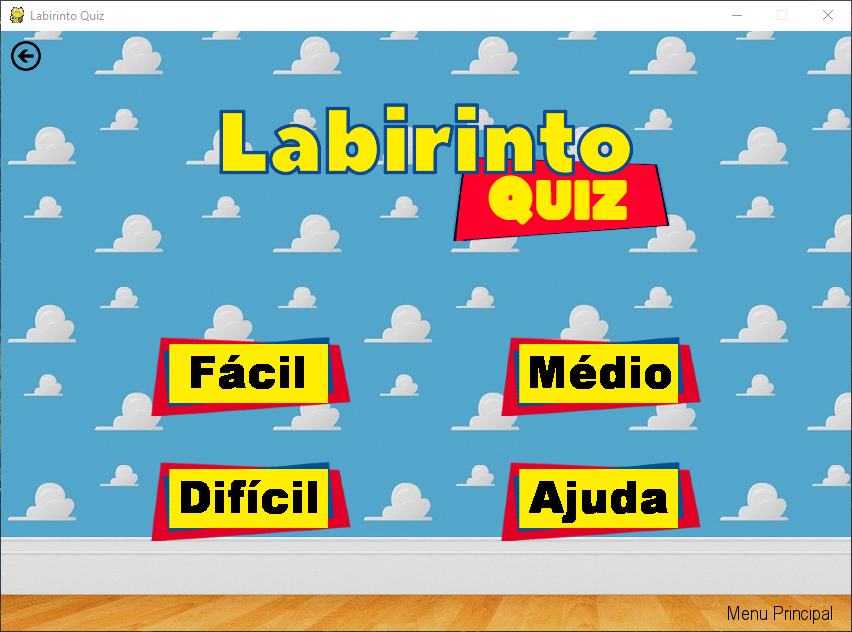 Labirinto Quiz
Labirinto
QUIZ
Fácil
Médio
Difícil
Ajuda
Menu Principal